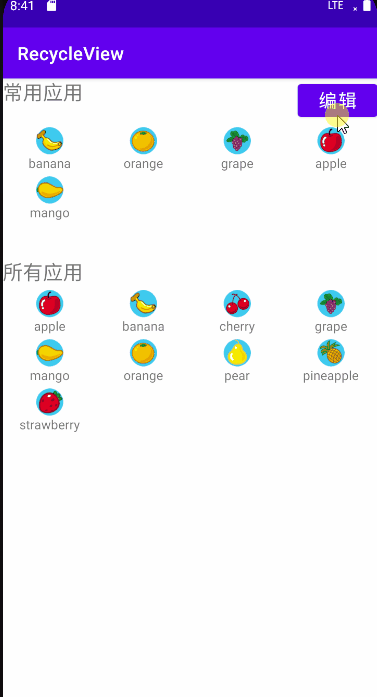 8:41 LTE
RecycleView
常用应用 编辑
banana orange grape apple
mango
所有应用
apple banana cherry grape
mango orange pear pineapple
strawberry